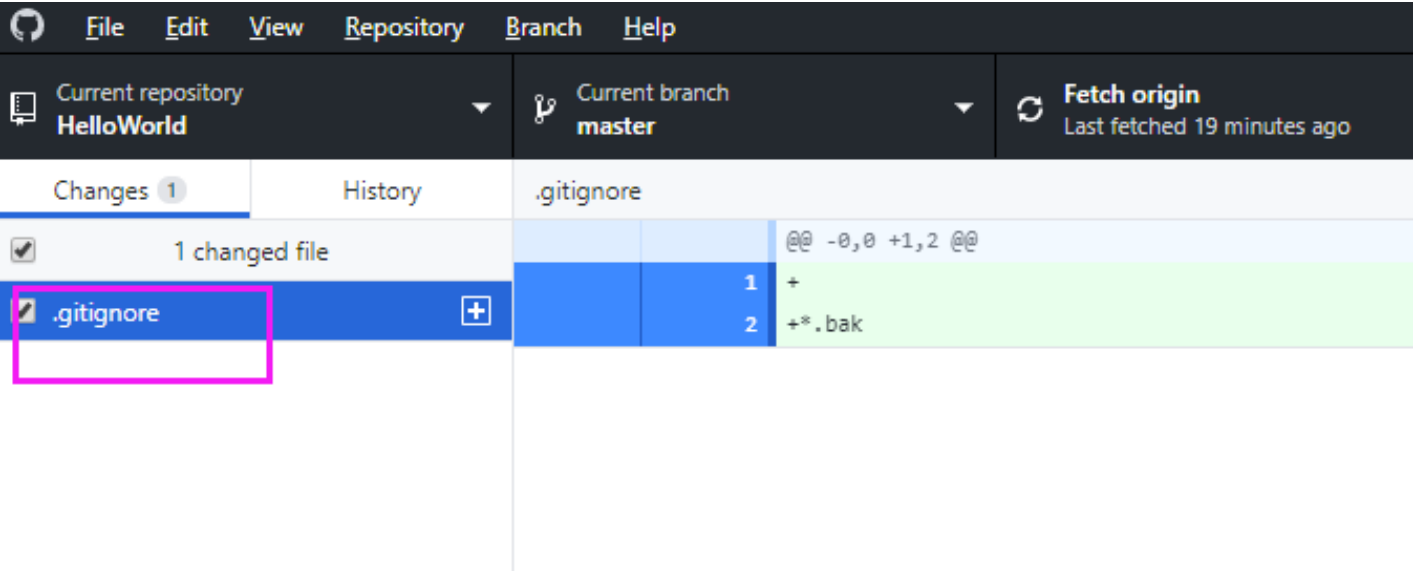 File Edit View Repository Branch Help
Current repository
HelloWorld
Current branch
master
Fetch origin
Last fetched 19 minutes ago
Changes 1
History
.gitignore
1 changed file
.gitignore
@@ -0,0 +1,2 @@
1 +
2 +*.bak